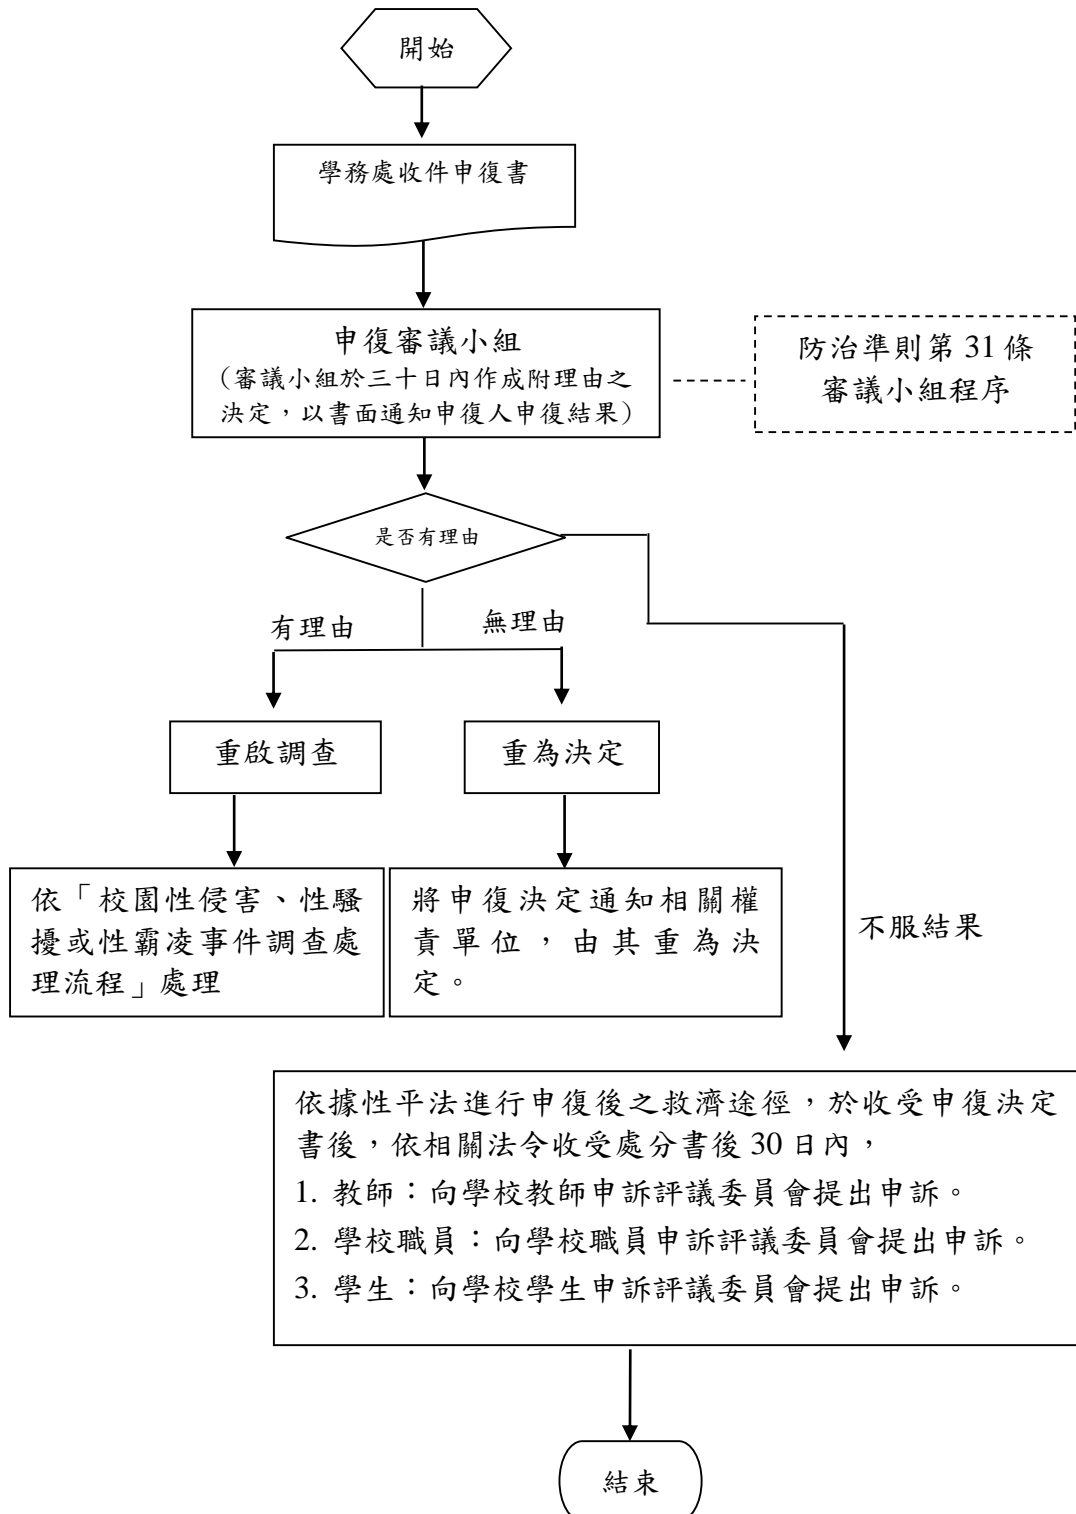 開始
學務處收件申復書
申復審議小組
（審議小組於三十日內作成附理由之
決定，以書面通知申復人申復結果）
防治準則第 31 條
審議小組程序
是否有理由
有理由
無理由
重啟調查
重為決定
依「校園性侵害、性騷
擾或性霸凌事件調查處
理流程」處理
將申復決定通知相關權
責單位，由其重為決
定。
不服結果
依據性平法進行申復後之救濟途徑，於收受申復決定
書後，依相關法令收受處分書後 30 日內，
1. 教師：向學校教師申訴評議委員會提出申訴。
2. 學校職員：向學校職員申訴評議委員會提出申訴。
3. 學生：向學校學生申訴評議委員會提出申訴。
結束